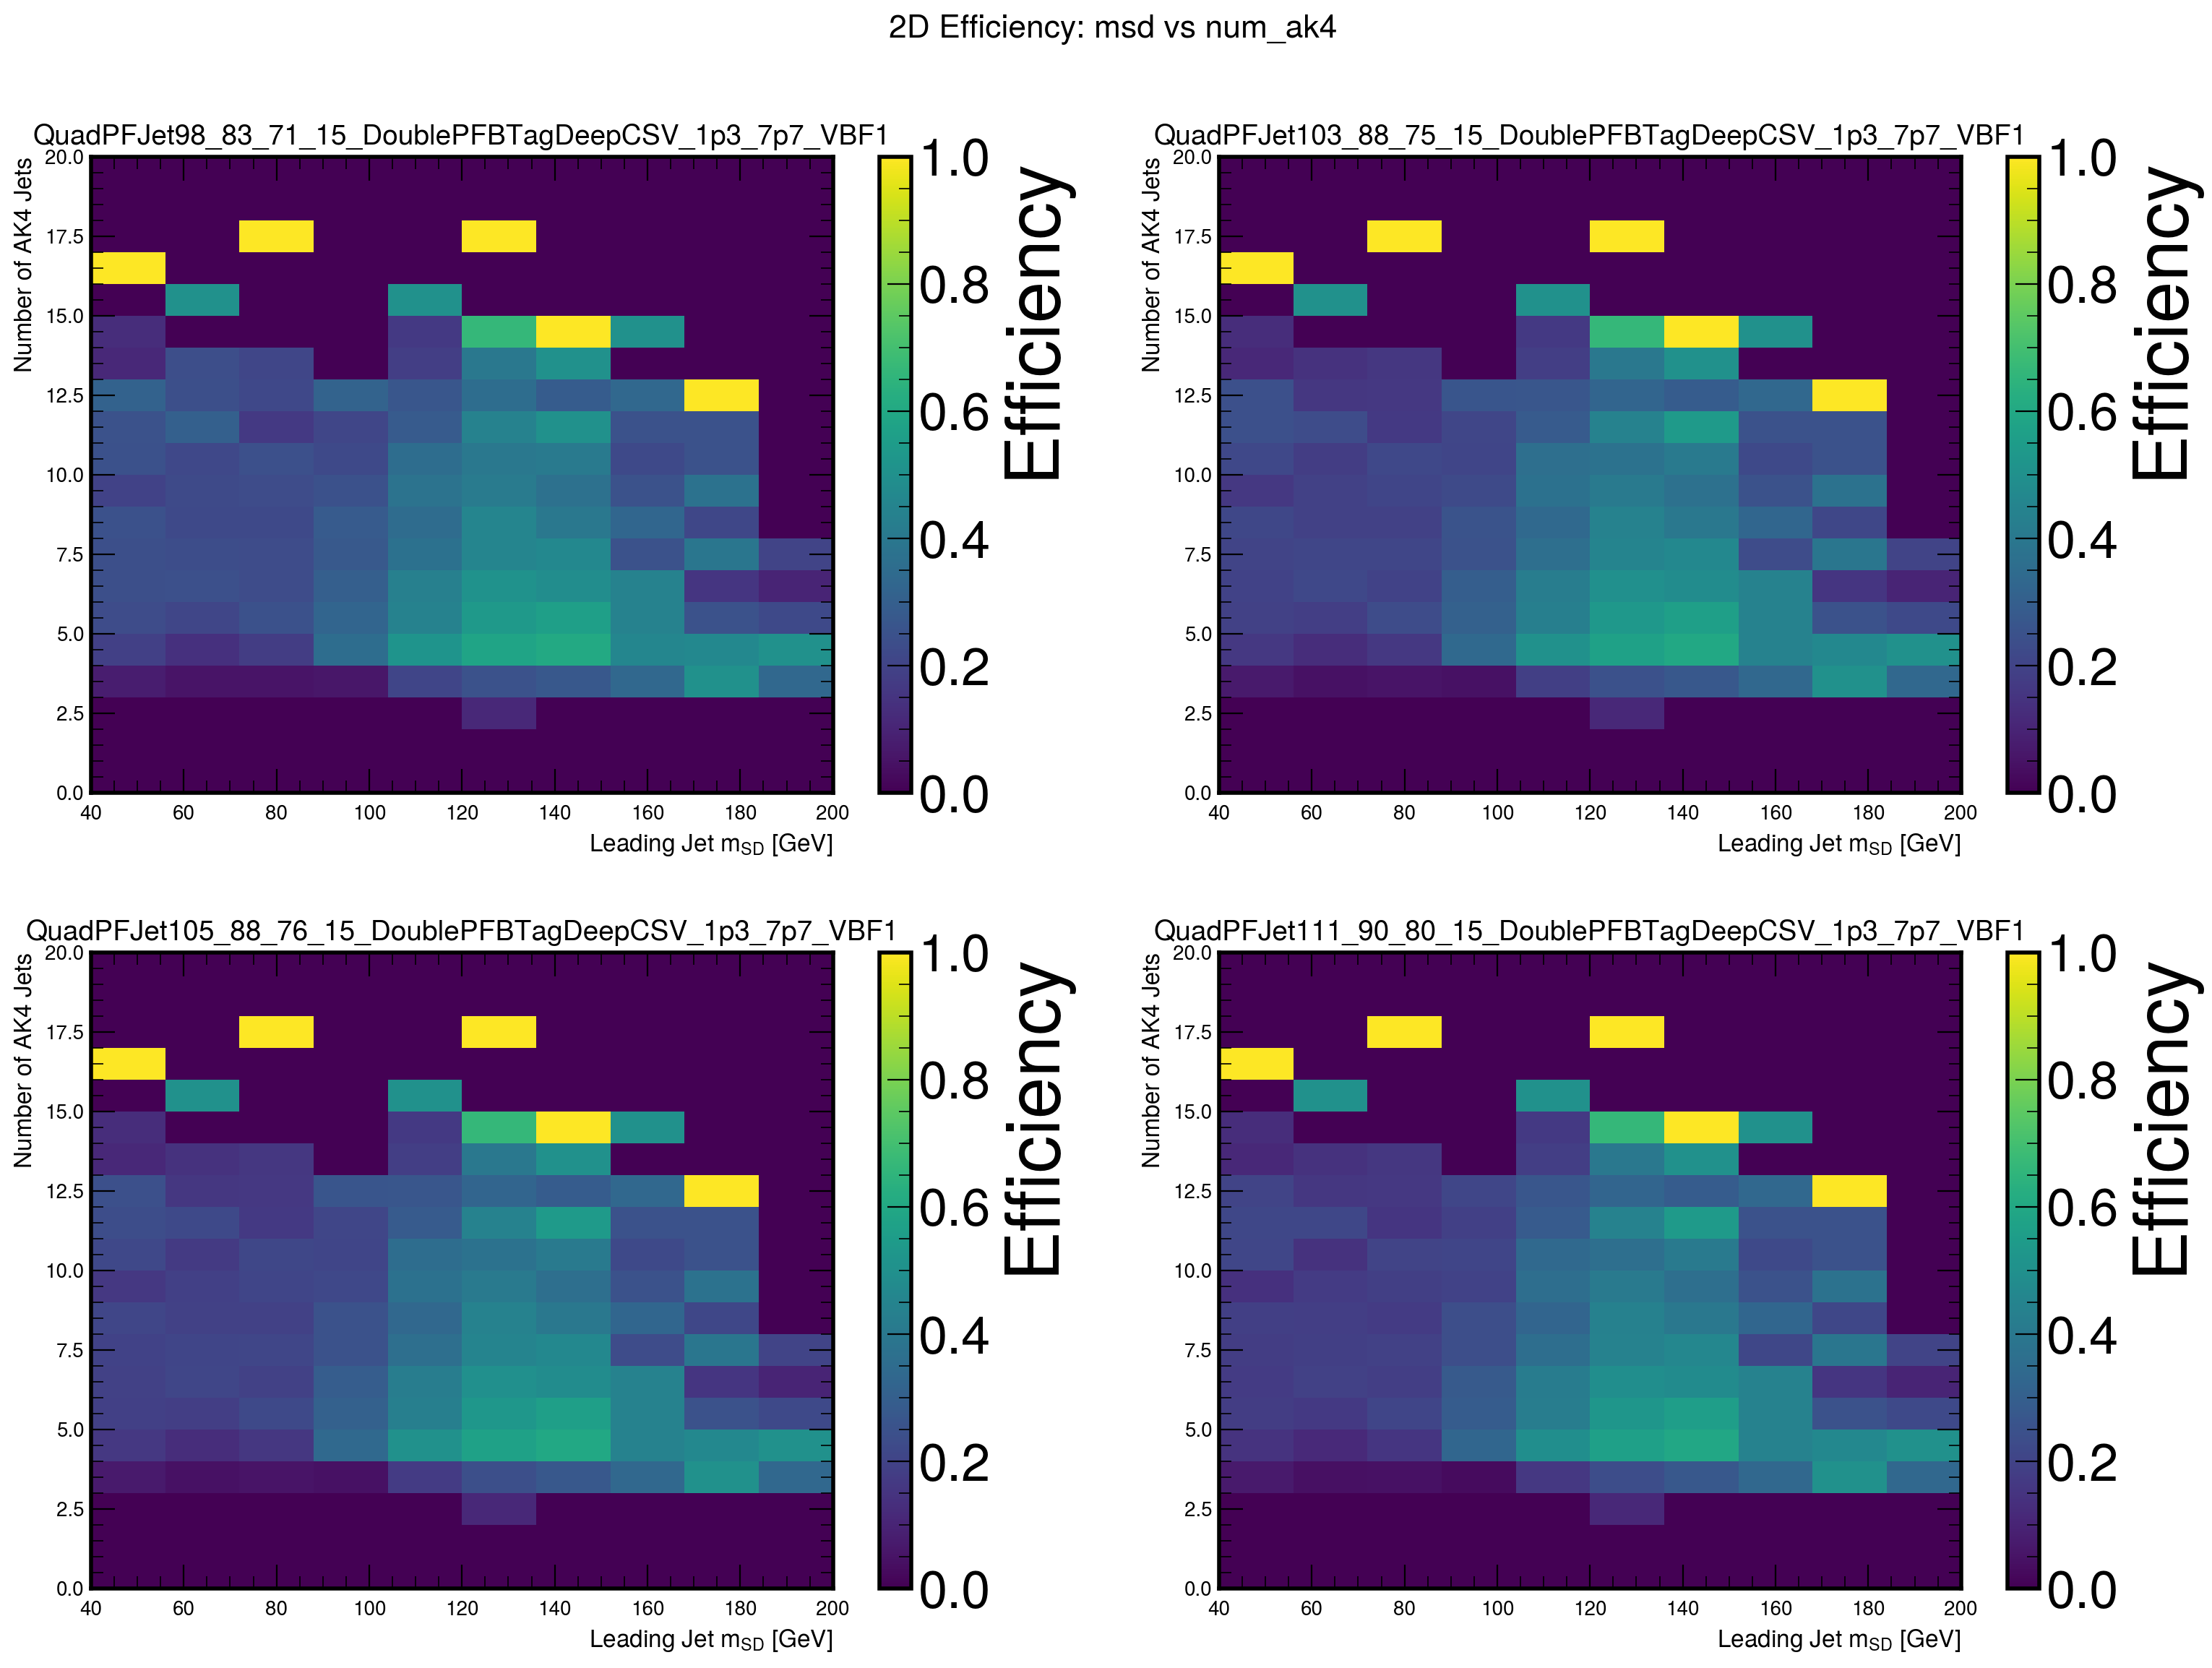 2D Efficiency: msd vs num_ak4
QuadPFJet98_83_71_15_DoublePFBTagDeepCSV_1p3_7p7_VBF1
Number of AK4 Jets
20.0
17.5
15.0
12.5
10.0
7.5
5.0
2.5
0.0
40 60 80 100 120 140 160 180 200
Leading Jet mSD [GeV]
1.0
0.8
0.6
0.4
0.2
0.0
Efficiency
QuadPFJet103_88_75_15_DoublePFBTagDeepCSV_1p3_7p7_VBF1
Number of AK4 Jets
20.0
17.5
15.0
12.5
10.0
7.5
5.0
2.5
0.0
40 60 80 100 120 140 160 180 200
Leading Jet mSD [GeV]
1.0
0.8
0.6
0.4
0.2
0.0
Efficiency
QuadPFJet105_88_76_15_DoublePFBTagDeepCSV_1p3_7p7_VBF1
Number of AK4 Jets
20.0
17.5
15.0
12.5
10.0
7.5
5.0
2.5
0.0
40 60 80 100 120 140 160 180 200
Leading Jet mSD [GeV]
1.0
0.8
0.6
0.4
0.2
0.0
Efficiency
QuadPFJet111_90_80_15_DoublePFBTagDeepCSV_1p3_7p7_VBF1
Number of AK4 Jets
20.0
17.5
15.0
12.5
10.0
7.5
5.0
2.5
0.0
40 60 80 100 120 140 160 180 200
Leading Jet mSD [GeV]
1.0
0.8
0.6
0.4
0.2
0.0
Efficiency